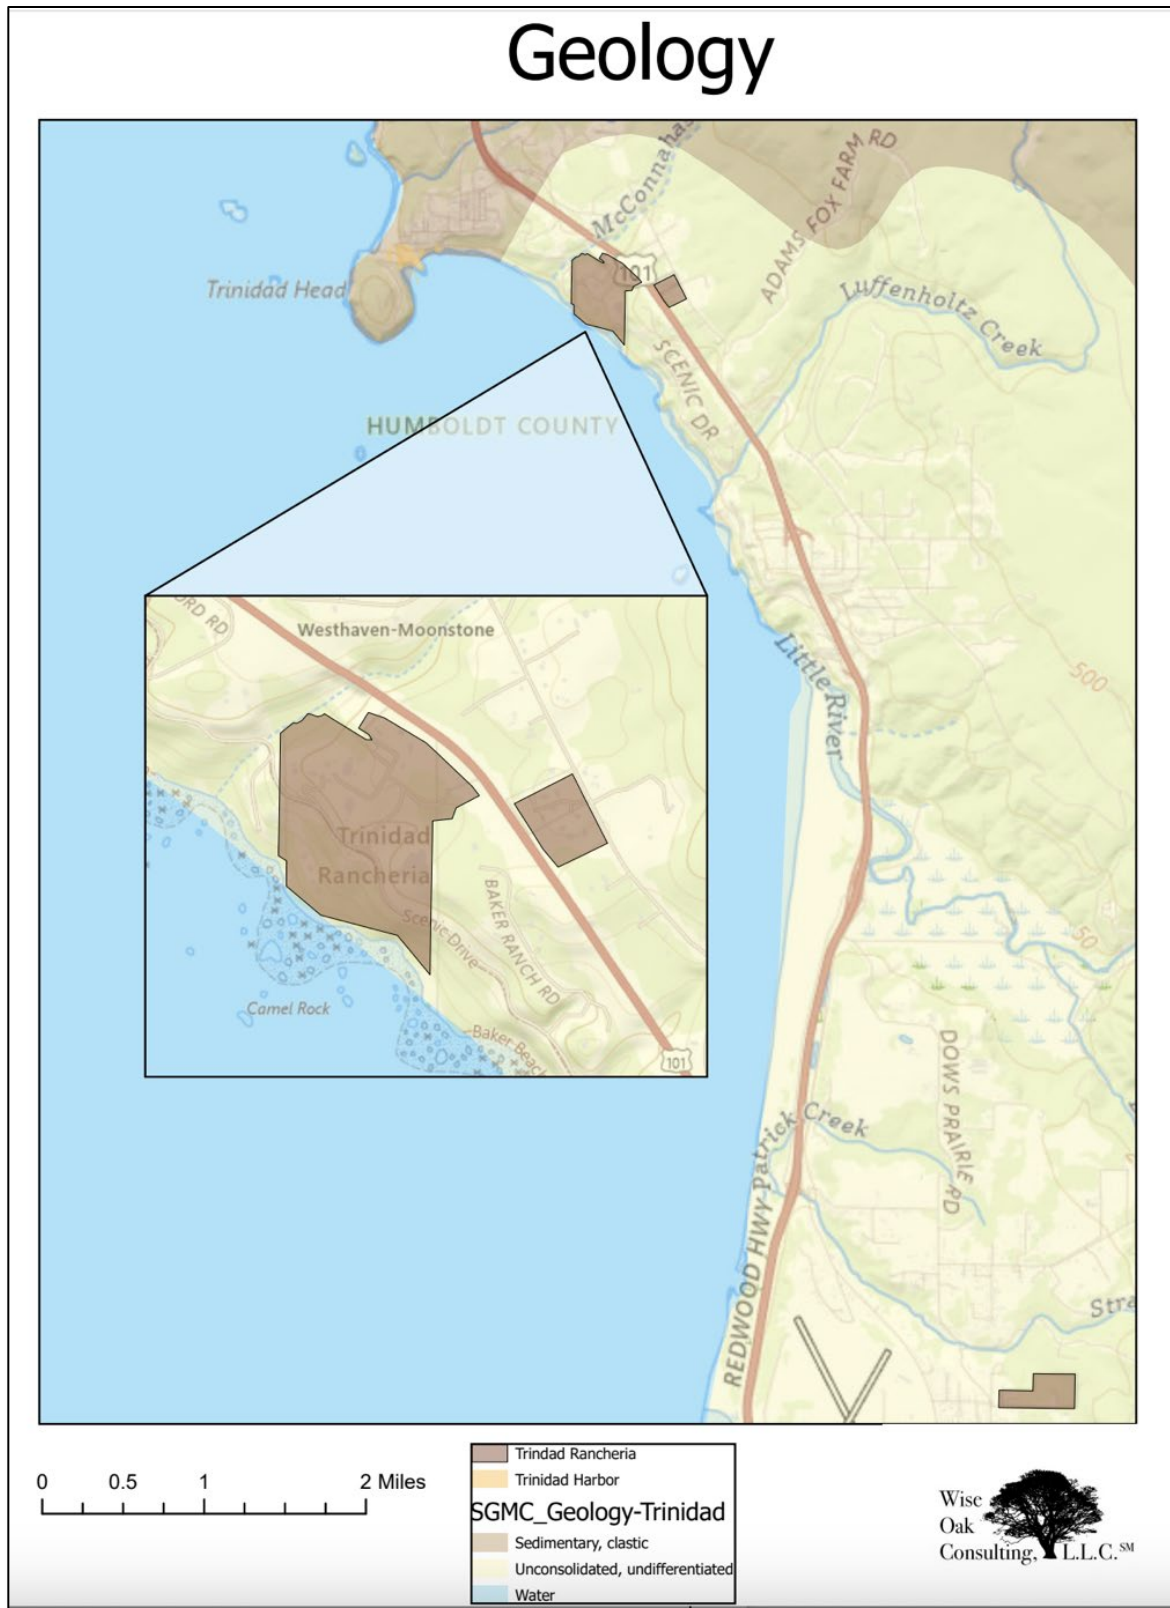 Geology
McConnahas
ADAMS FOX FARM RD
101
Trinidad Head
Luffenholtz Creek
SCENIC DR
HUMBOLDT COUNTY
Little River
500
ORD RD
Westhaven-Moonstone
Trinidad
Rancheria
BAKER RANCH RD
Scenic Drive
Camel Rock
Baker Beach
101
50
DOWS PRAIRIE RD
Patrick Creek
REDWOOD HWY
Stra
0 0.5 1 2 Miles
Trindad Rancheria
Trinidad Harbor
SGMC_Geology-Trinidad
Sedimentary, clastic
Unconsolidated, undifferentiated
Water
Wise
Oak
Consulting, L.L.C. SM